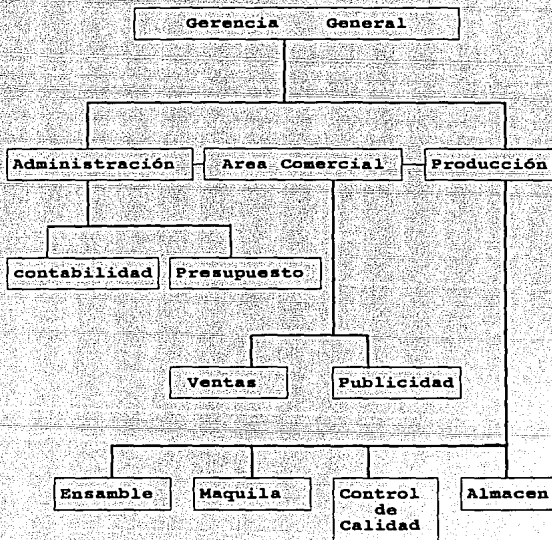 Gerencia General
Administración
Area Comercial
Producción
contabilidad
Presupuesto
Ventas
Publicidad
Ensamble
Maquila
Control
de
Calidad
Almacen